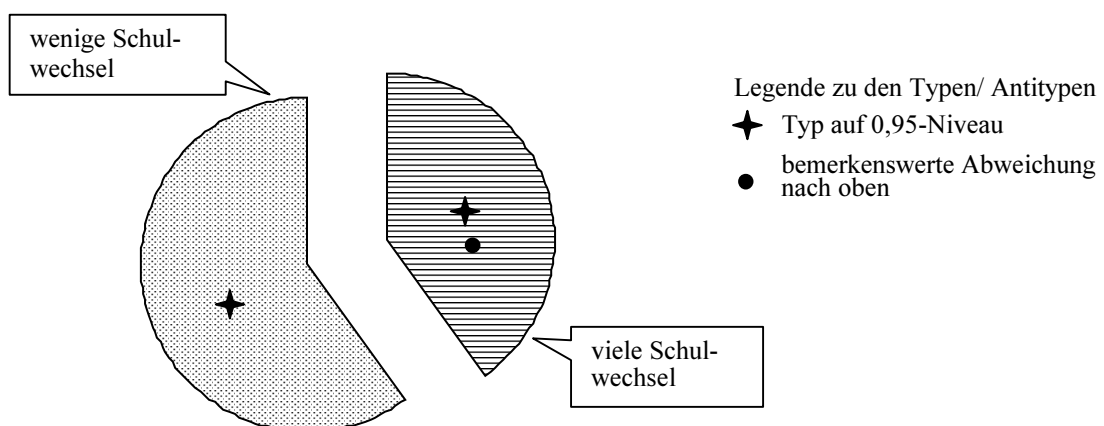 wenige Schul-
wechsel
Legende zu den Typen/ Antitypen
Typ auf 0,95-Niveau
bemerkenswerte Abweichung
nach oben
viele Schul-
wechsel